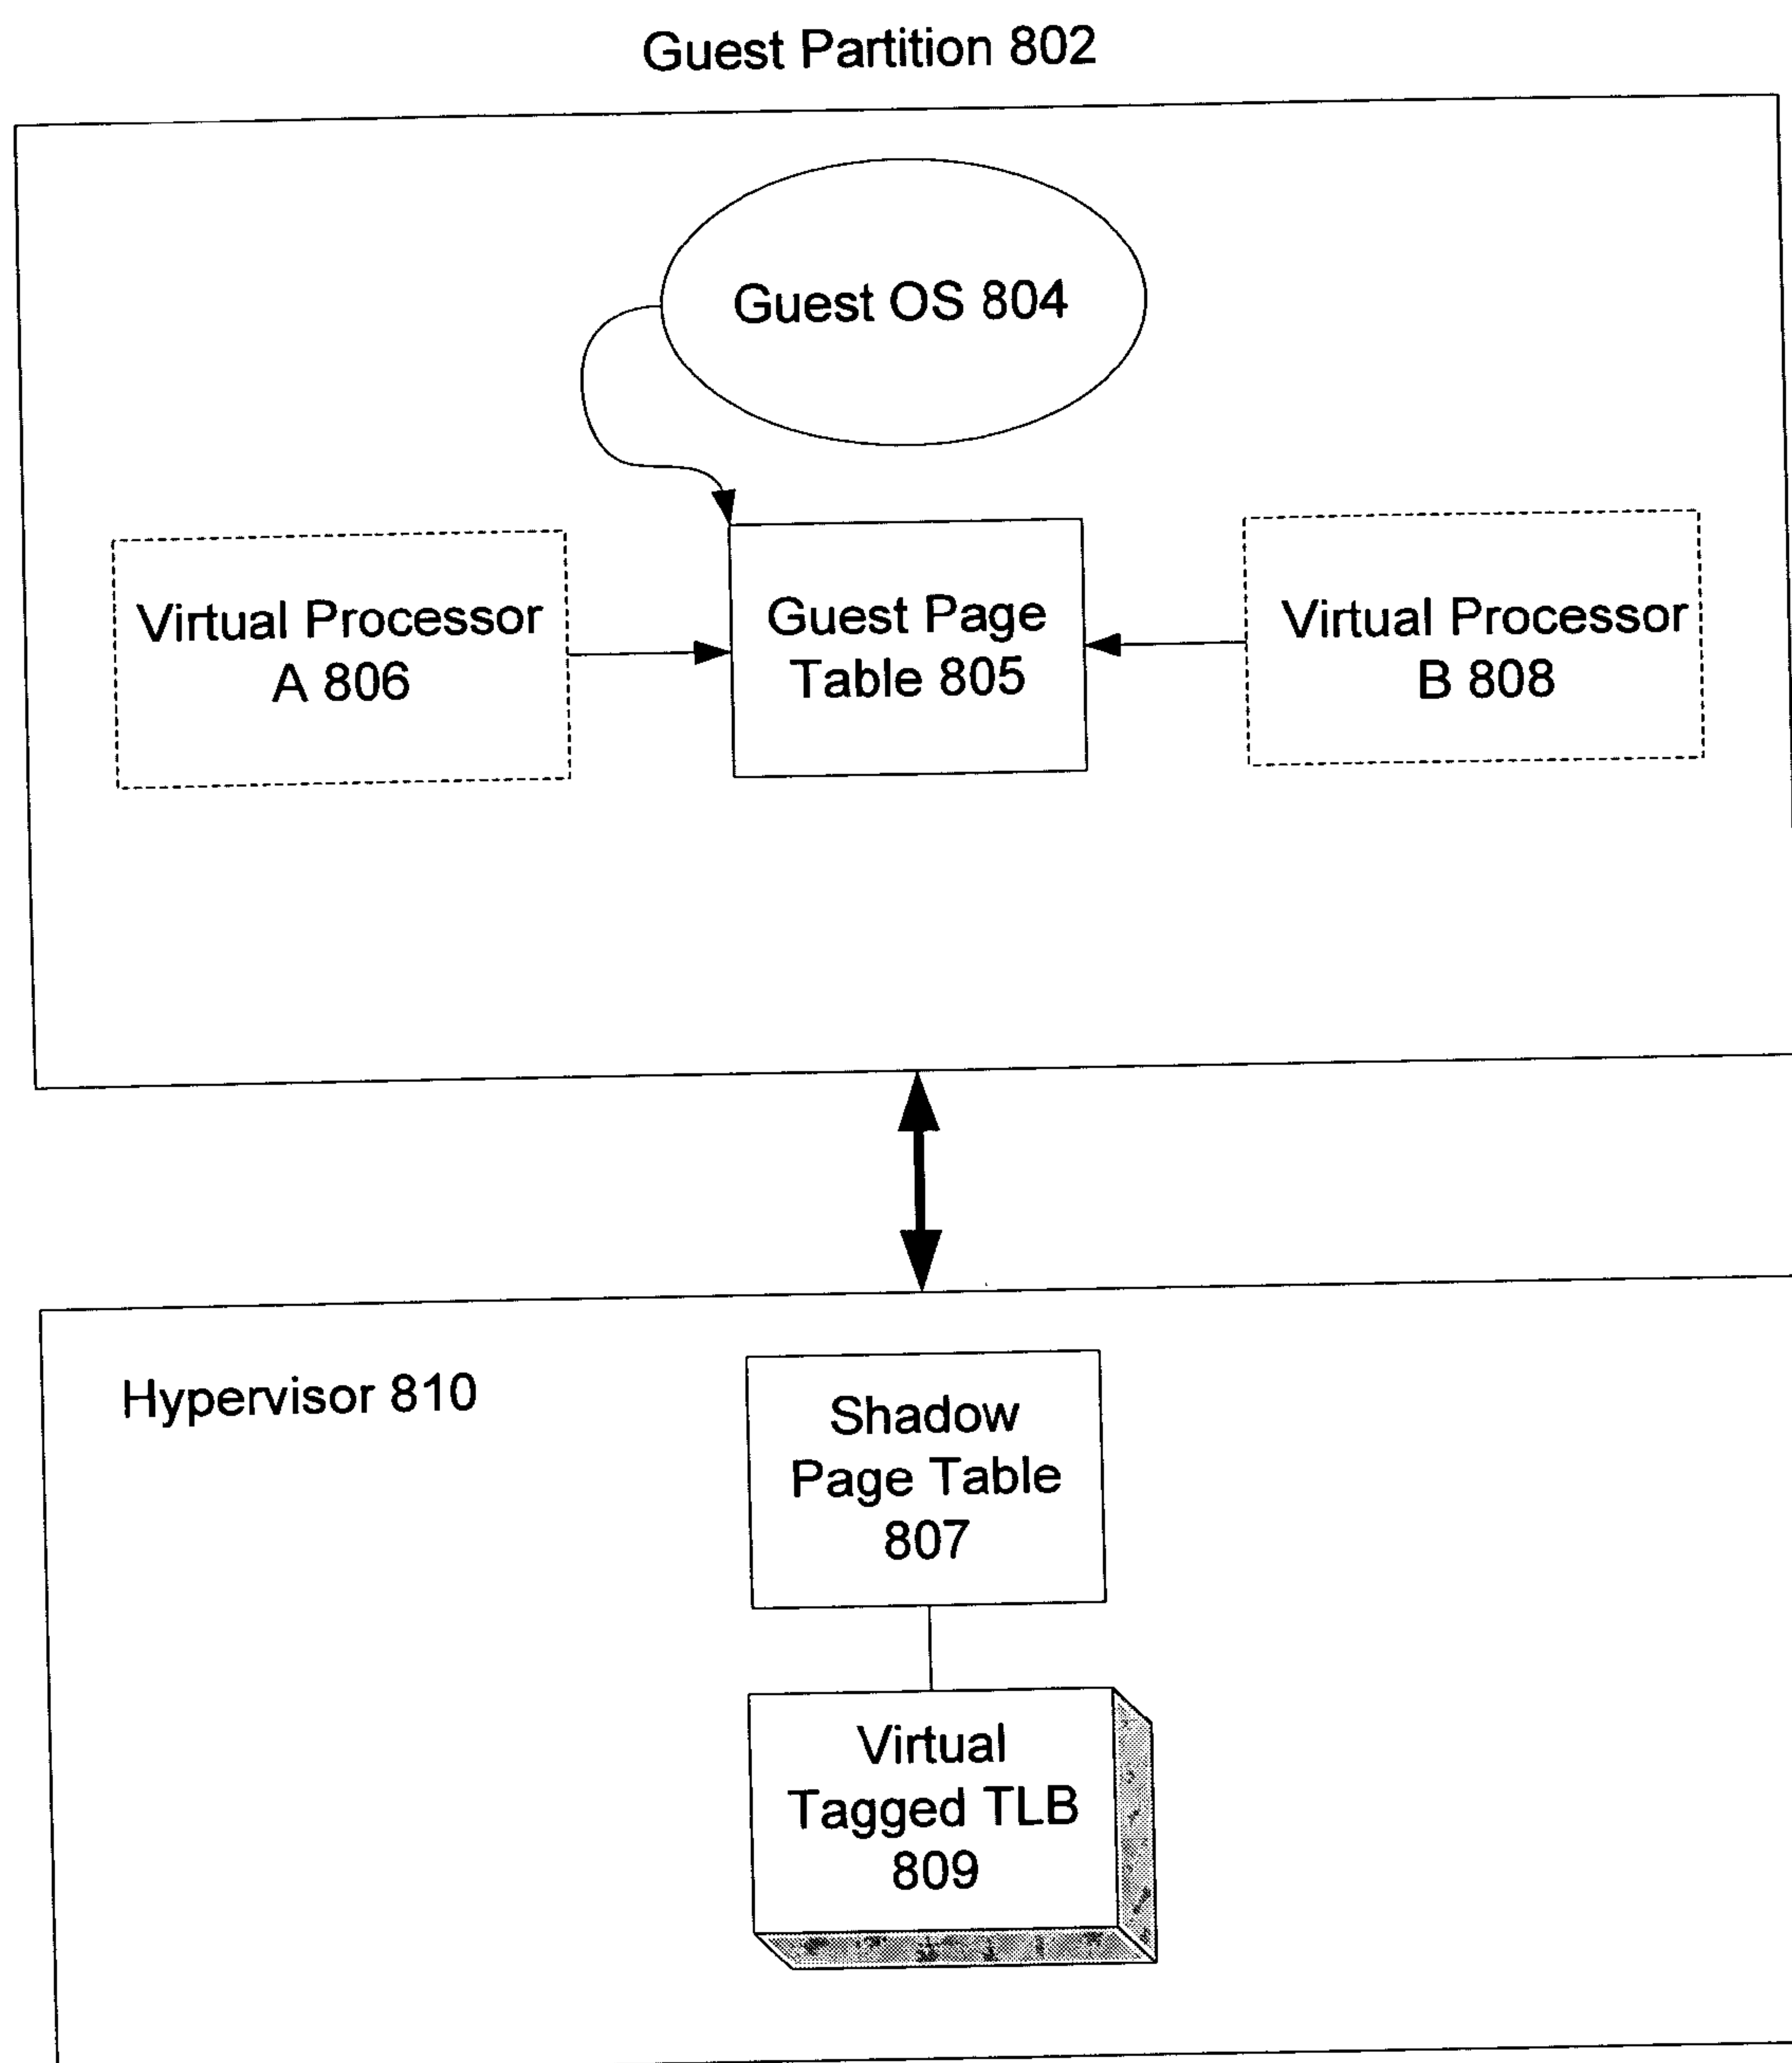 Guest Partition 802
Guest OS 804
Virtual Processor
A 806
Guest Page
Table 805
Virtual Processor
B 808
Hypervisor 810
Shadow
Page Table
807
Virtual
Tagged TLB
809